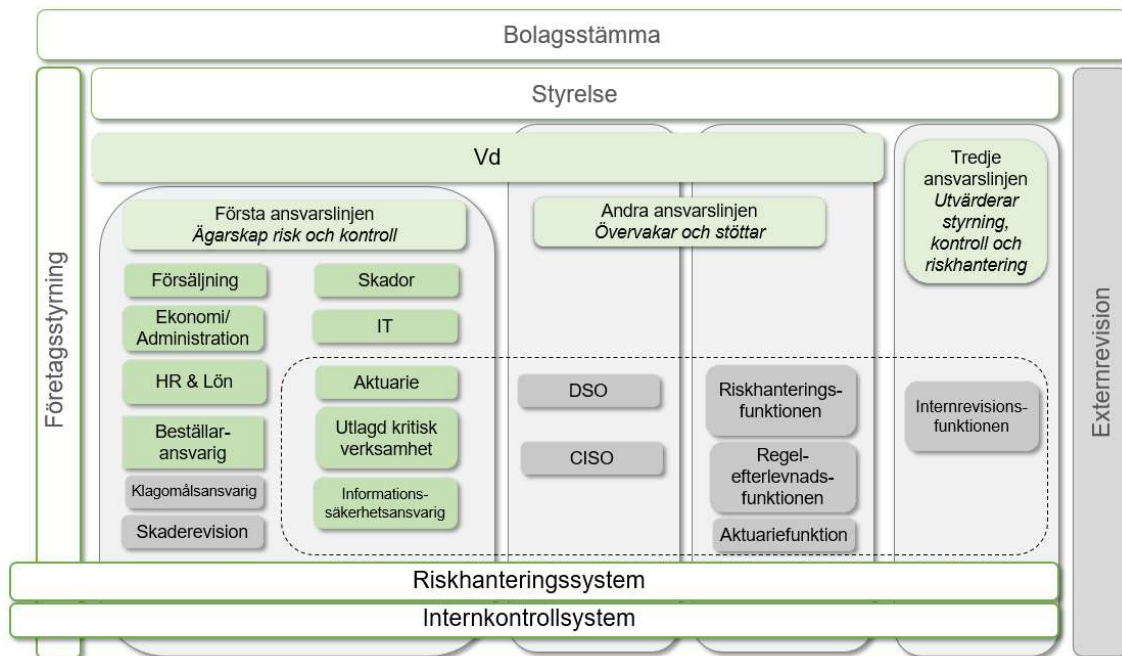 Bolagsstämma
Styrelse
Företagsstyrning
Externrevision
Vd
Första ansvarslinjen
Ägarskap risk och kontroll
Försäljning
Ekonomi/
Administration
HR & Lön
Beställar-
ansvarig
Klagomålsansvarig
Skaderevision
Skador
IT
Aktuarie
Utlagd kritisk
verksamhet
Informations-
säkerhetsansvarig
Andra ansvarslinjen
Övervakar och stöttar
DSO
CISO
Riskhanterings-
funktionen
Regel-
efterlevnads-
funktionen
Aktuariefunktion
Tredje
ansvarslinjen
Utvärderar
styrning,
kontroll och
riskhantering
Internrevisions-
funktionen
Riskhanteringssystem
Internkontrollsystem